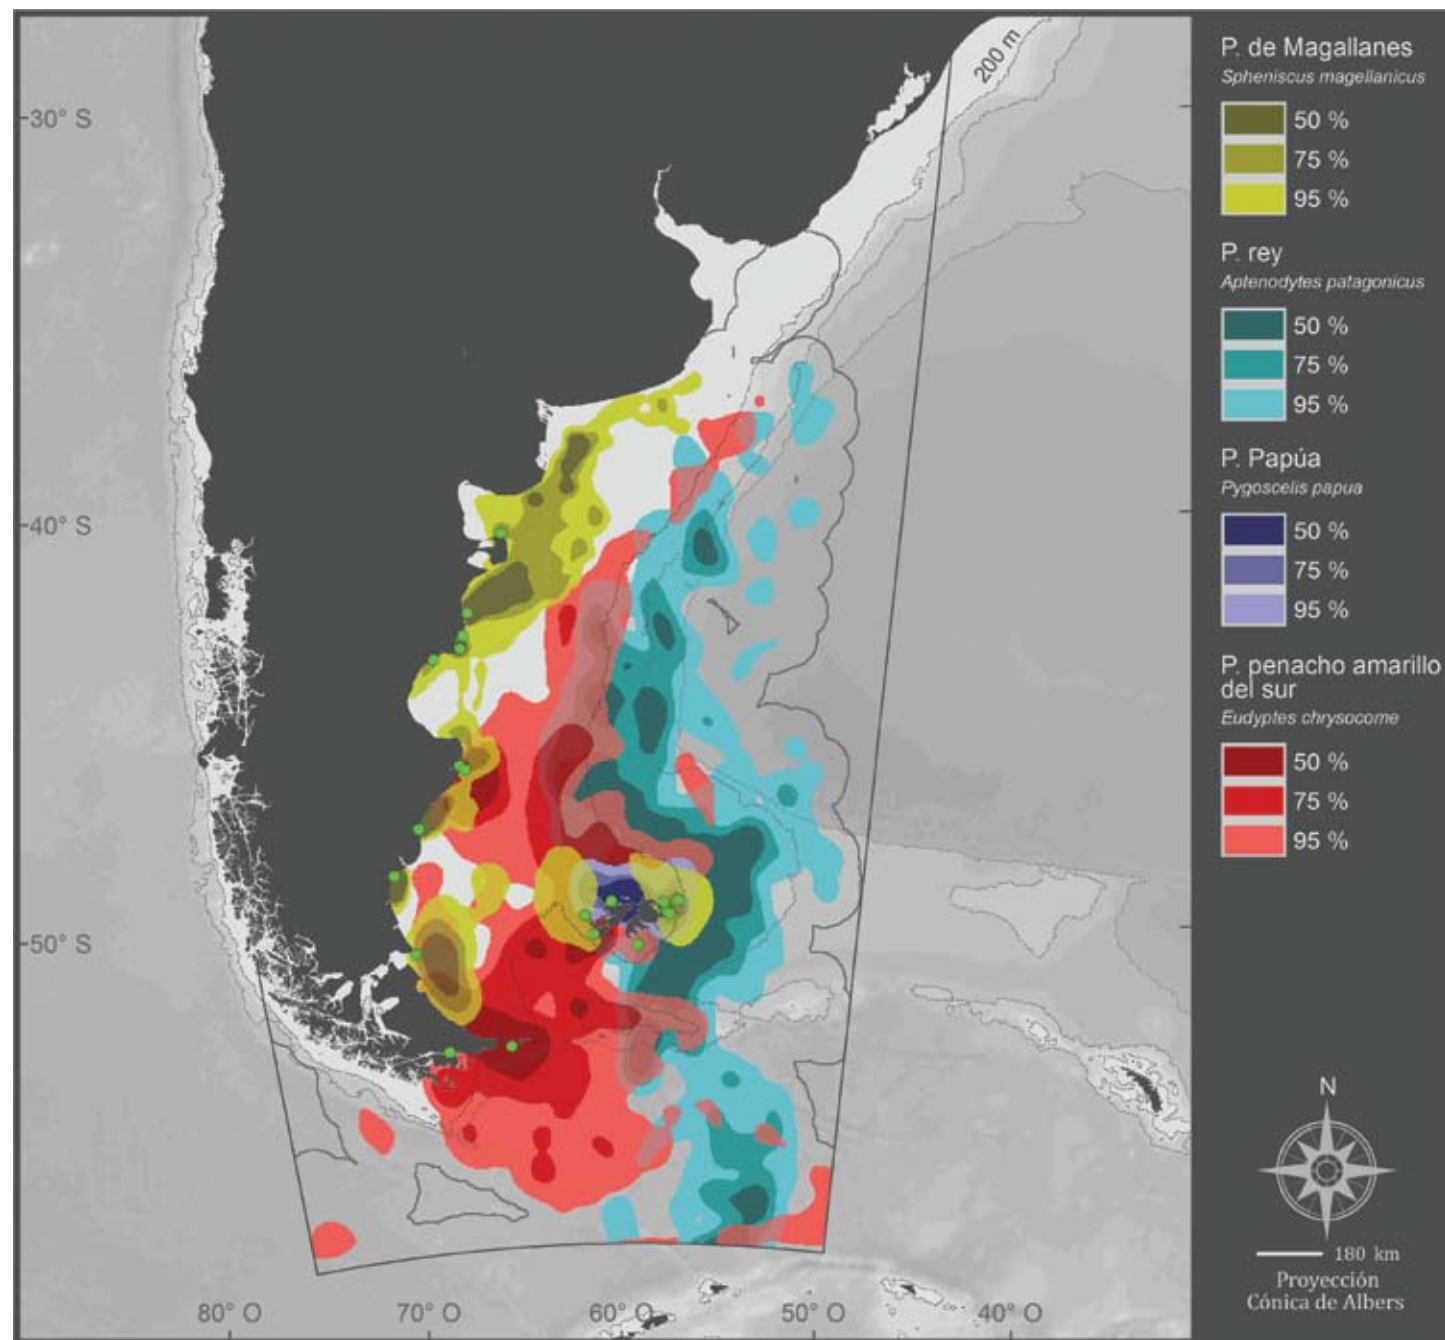 200 m
30° S
40° S
50° S
80° O
70° O
60° O
50° O
40° O
P. de Magallanes
Spheniscus magellanicus
50 %
75 %
95 %
P. rey
Aptenodytes patagonicus
50 %
75 %
95 %
P. Papúa
Pygoscelis papua
50 %
75 %
95 %
P. penacho amarillo
del sur
Eudyptes chrysocome
50 %
75 %
95 %
N
180 km
Proyección
Cónica de Albers